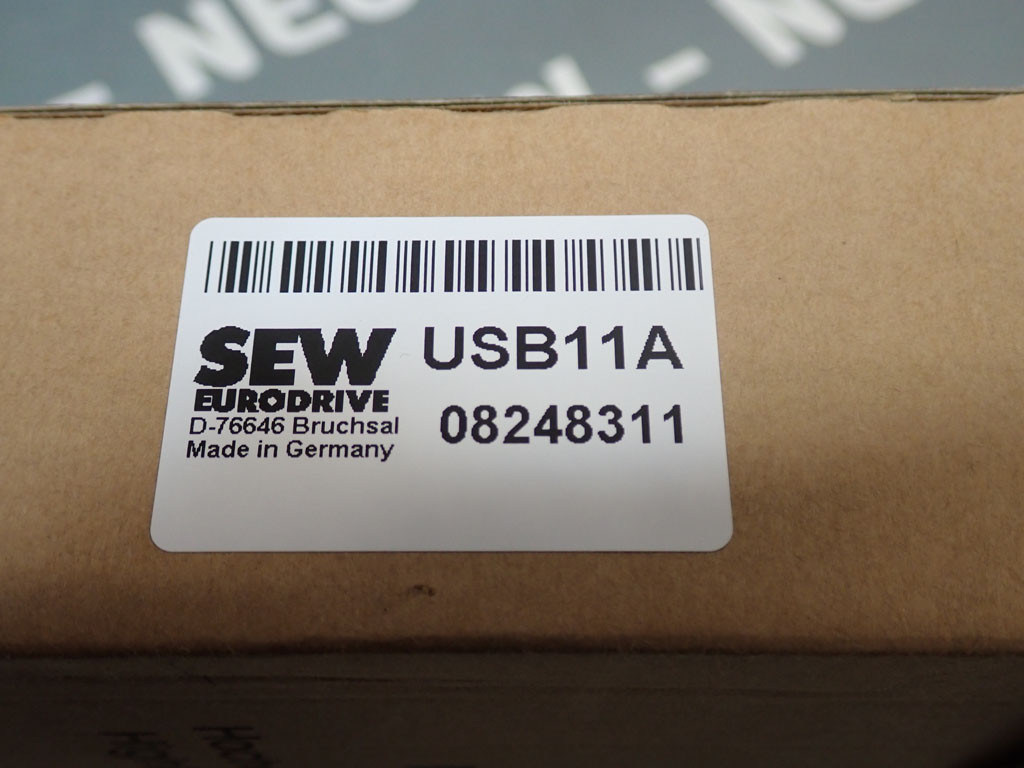 SEW
EURODRIVE
D-76646 Bruchsal
Made in Germany
USB11A
08248311